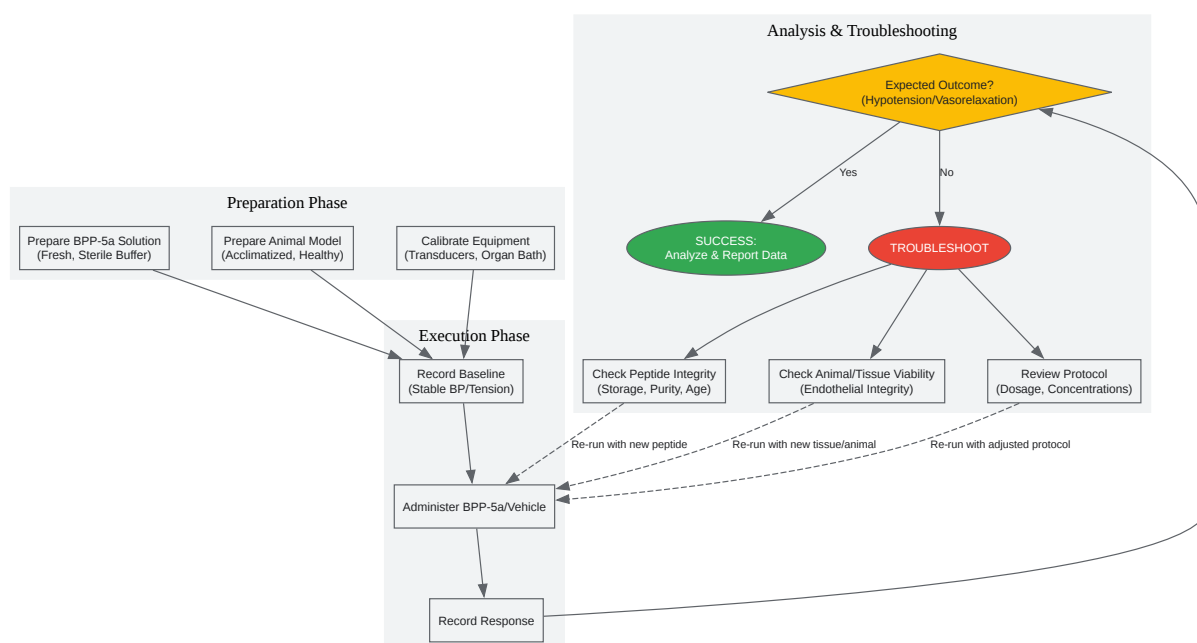 Analysis & Troubleshooting
Expected Outcome?
(Hypotension/Vasorelaxation)
Yes
No
Preparation Phase
Prepare BPP-5a Solution
(Fresh, Sterile Buffer)
Prepare Animal Model
(Acclimatized, Healthy)
Calibrate Equipment
(Transducers, Organ Bath)
SUCCESS:
Analyze & Report Data
TROUBLESHOOT
Execution Phase
Record Baseline
(Stable BP/Tension)
Check Peptide Integrity
(Storage, Purity, Age)
Check Animal/Tissue Viability
(Endothelial Integrity)
Review Protocol
(Dosage, Concentrations)
Re-run with new peptide
Re-run with new tissue/animal
Re-run with adjusted protocol
Administer BPP-5a/Vehicle
Record Response